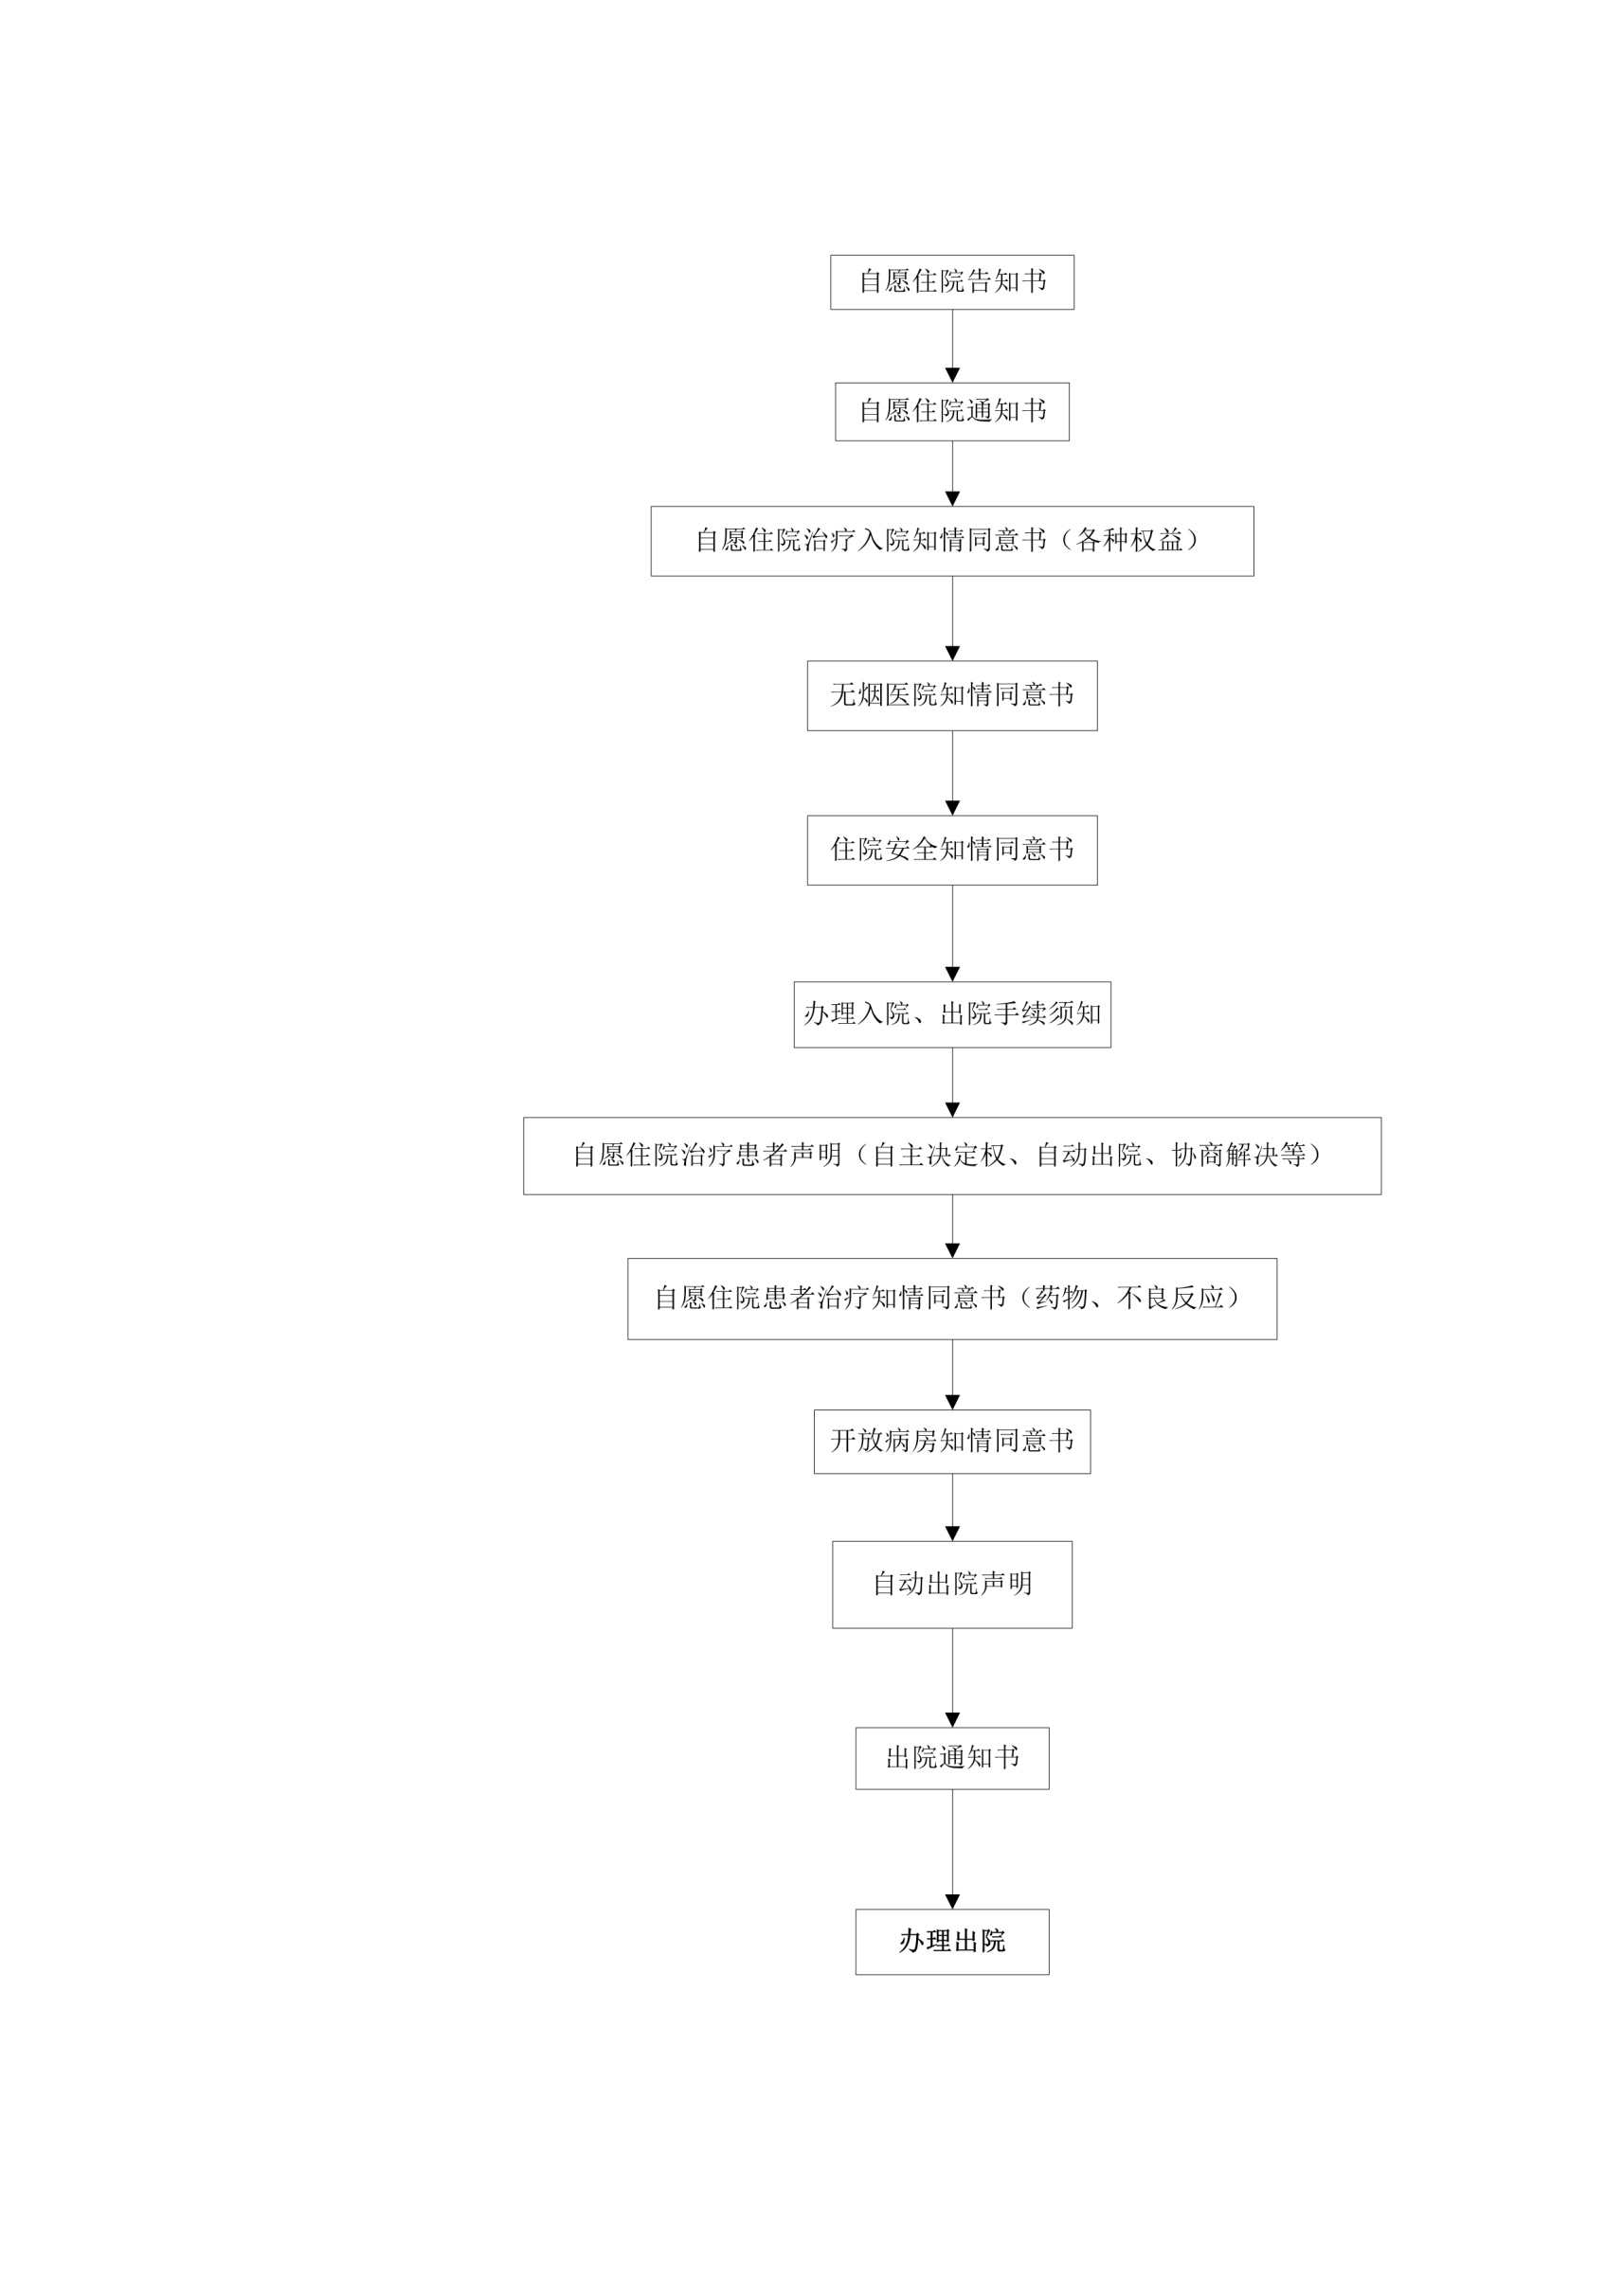 自愿住院告知书
自愿住院通知书
自愿住院治疗入院知情同意书（各种权益）
无烟医院知情同意书
住院安全知情同意书
办理入院、出院手续须知
自愿住院治疗患者声明（自主决定权、自动出院、协商解决等）
自愿住院患者治疗知情同意书（药物、不良反应）
开放病房知情同意书
自动出院声明
出院通知书
办理出院